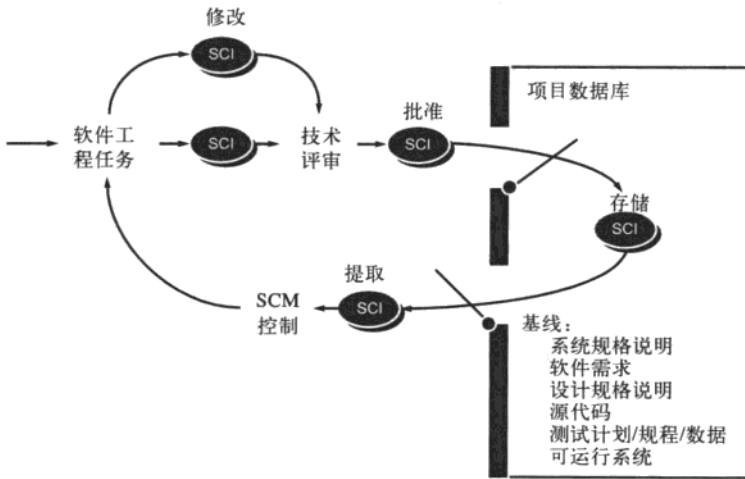 修改
SCI
项目数据库
批准
软件工
程任务
SCI
技术
评审
SCI
存储
SCI
提取
SCM
控制
SCI
基线：
系统规格说明
软件需求
设计规格说明
源代码
测试计划/规程/数据
可运行系统